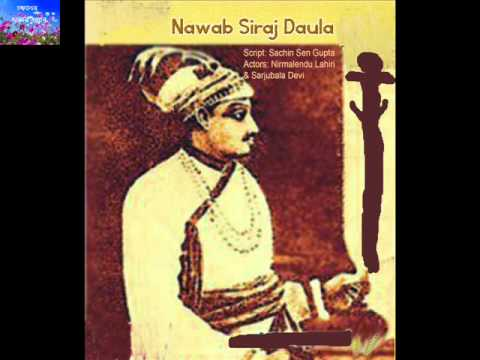 Nawab Siraj Daula
Script: Sachin Sen Gupta
Actors: Nirmalendu Lahiri
& Sarjubala Devi